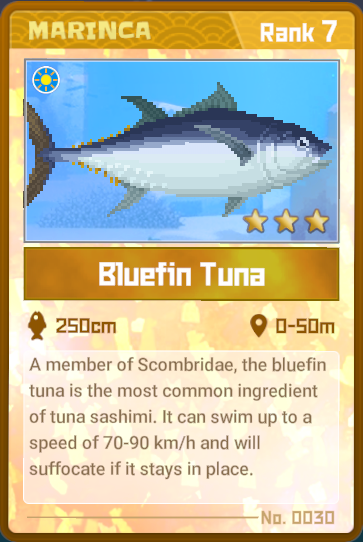 MARINCA Rank 7
Bluefin Tuna
250cm 0-50m
A member of Scombridae, the bluefin
tuna is the most common ingredient
of tuna sashimi. It can swim up to a
speed of 70-90 km/h and will
suffocate if it stays in place.
No. 0030